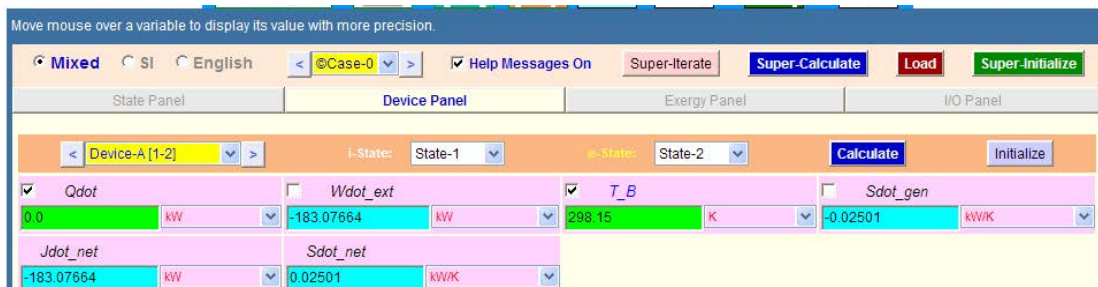 Move mouse over a variable to display its value with more precision.
Mixed SI English < ©Case-0 > Help Messages On Super-Iterate Super-Calculate Load Super-Initialize
State Panel Device Panel Exergy Panel I/O Panel
< Device-A [1-2] > i-State: State-1 e-State: State-2 Calculate Initialize
Qdot Wdot_ext T_B Sdot_gen
0.0 kW -183.07664 kW 298.15 K -0.02501 kW/K
Jdot_net Sdot_net
-183.07664 kW 0.02501 kW/K